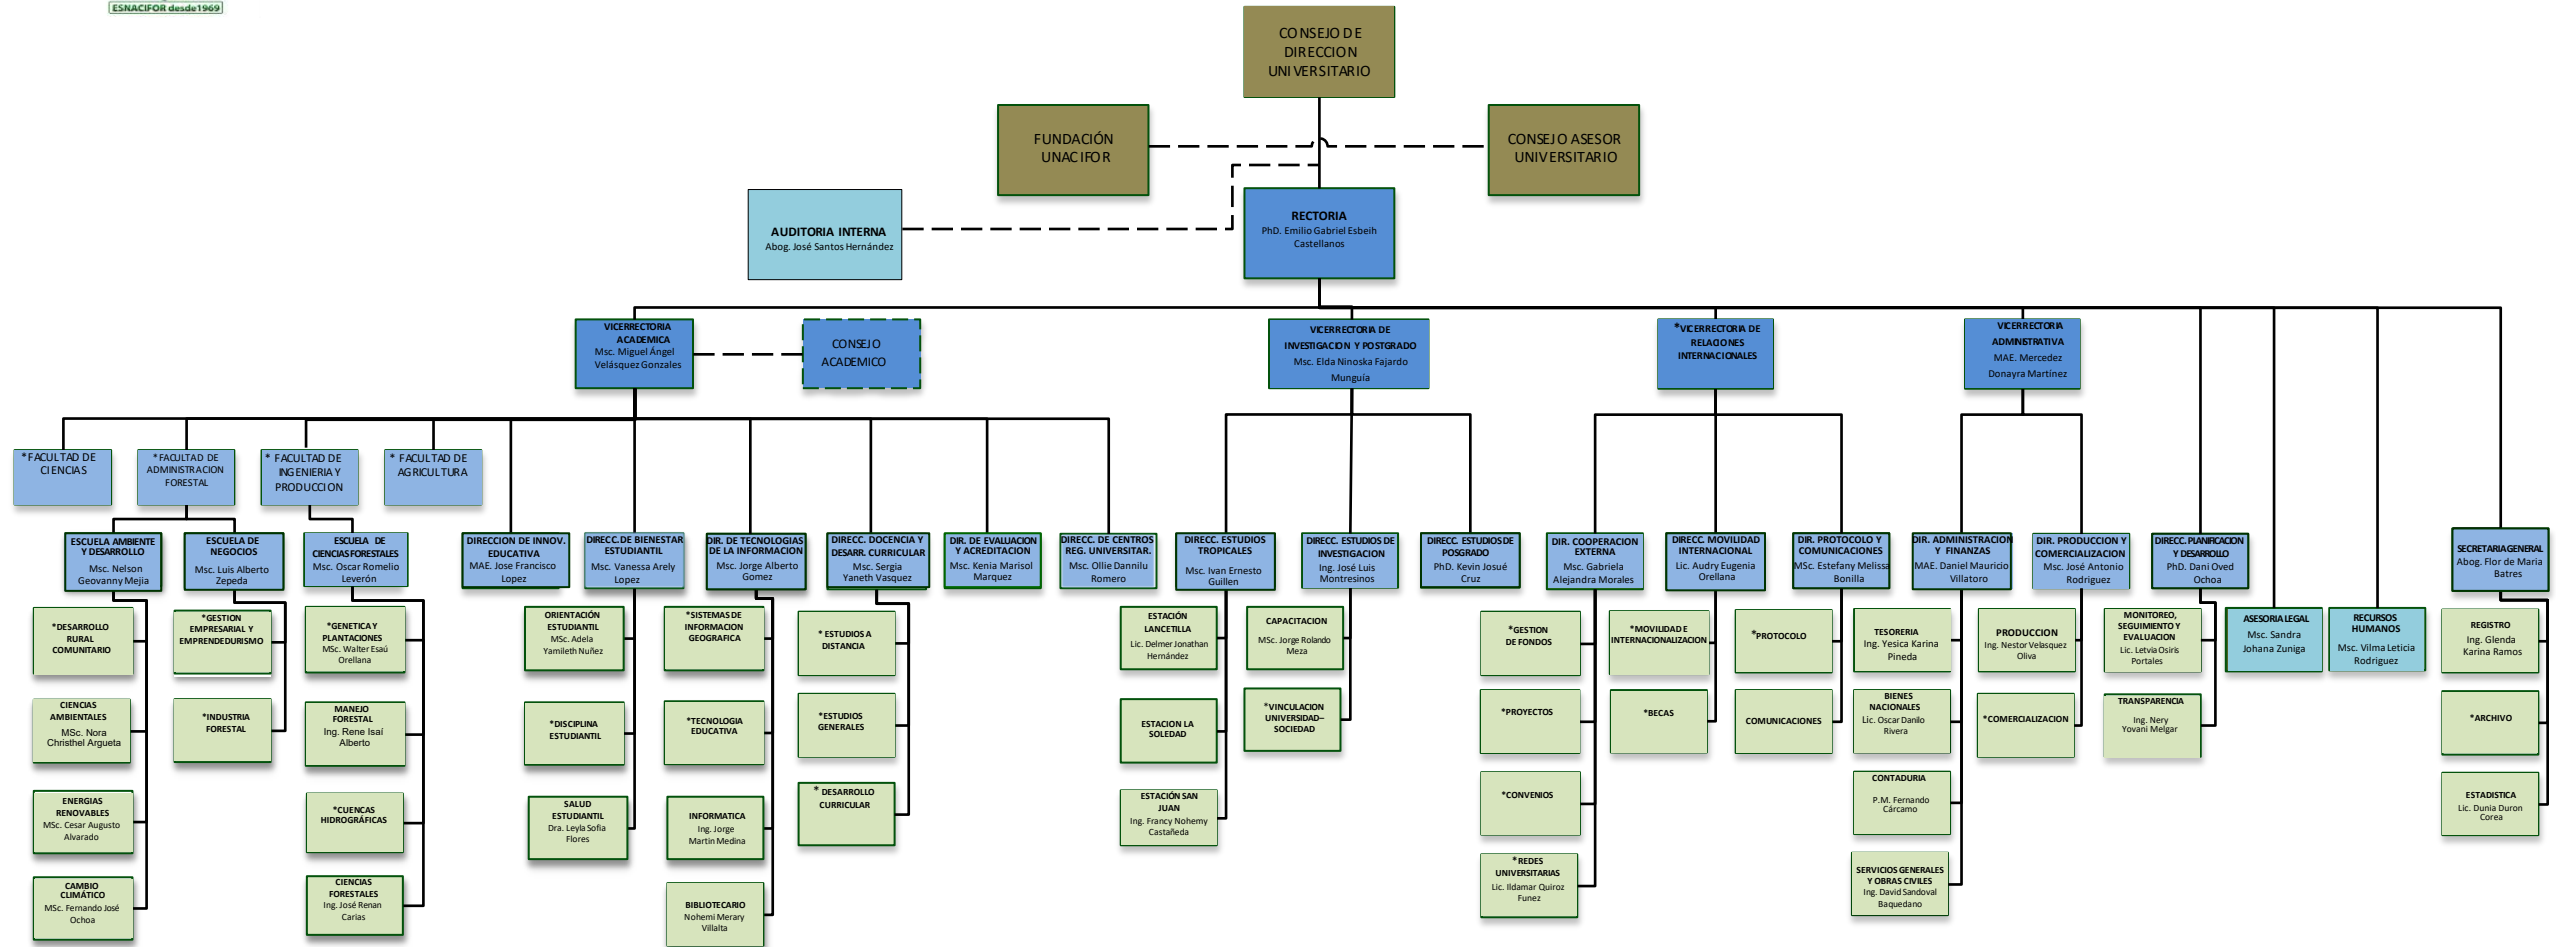 ESNACIFOR desde1969
CONSEJO DE
DIRECCION
UNIVERSITARIO
FUNDACIÓN
UNACIFOR
CONSEJO ASESOR
UNIVERSITARIO
AUDITORIA INTERNA
Abog. José Santos Hernández
RECTORIA
PhD. Emilio Gabriel Esbeih
Castellanos
VICERRECTORIA
ACADEMICA
Msc. Miguel Ángel
Velásquez Gonzales
CONSEJO
ACADEMICO
VICERRECTORIA DE
INVESTIGACION Y POSTGRADO
Msc. Elda Ninoska Fajardo
Munguía
*VICERRECTORIA DE
RELACIONES
INTERNACIONALES
VICERRECTORIA
ADMINISTRATIVA
MAE. Mercedez
Donayra Martínez
*FACULTAD DE
CIENCIAS
*FACULTAD DE
ADMINISTRACION
FORESTAL
* FACULTAD DE
INGENIERIA Y
PRODUCCION
* FACULTAD DE
AGRICULTURA
ESCUELA AMBIENTE
Y DESARROLLO
Msc. Nelson
Geovanny Mejia
ESCUELA DE
NEGOCIOS
Msc. Luis Alberto
Zepeda
ESCUELA DE
CIENCIAS FORESTALES
Msc. Oscar Romelio
Leverón
DIRECCION DE INNOV.
EDUCATIVA
MAE. Jose Francisco
Lopez
DIRECC. DE BIENESTAR
ESTUDIANTIL
Msc. Vanessa Arely
Lopez
DIR. DE TECNOLOGIAS
DE LA INFORMACION
Msc. Jorge Alberto
Gomez
DIRECC. DOCENCIA Y
DESARR. CURRICULAR
Msc. Sergia
Yaneth Vasquez
DIR. DE EVALUACION
Y ACREDITACION
Msc. Kenia Marisol
Marquez
DIRECC. DE CENTROS
REG. UNIVERSITAR.
Msc. Ollie Dannilu
Romero
DIRECC. ESTUDIOS
TROPICALES
Msc. Ivan Ernesto
Guillen
DIRECC. ESTUDIOS DE
INVESTIGACION
Ing. José Luis
Montresinos
DIRECC. ESTUDIOS DE
POSGRADO
PhD. Kevin Josué
Cruz
DIR. COOPERACION
EXTERNA
Msc. Gabriela
Alejandra Morales
DIRECC. MOVILIDAD
INTERNACIONAL
Lic. Audry Eugenia
Orellana
DIR. PROTOCOLO Y
COMUNICACIONES
MSc. Estefany Melissa
Bonilla
DIR. ADMINISTRACION
Y FINANZAS
MAE. Daniel Mauricio
Villatoro
DIR. PRODUCCION Y
COMERCIALIZACION
Msc. José Antonio
Rodriguez
DIRECC. PLANIFICACION
Y DESARROLLO
PhD. Dani Oved
Ochoa
SECRETARIA GENERAL
Abog. Flor de Maria
Batres
*DESARROLLO
RURAL
COMUNITARIO
CIENCIAS
AMBIENTALES
MSc. Nora
Christhel Argueta
ENERGIAS
RENOVABLES
MSc. Cesar Augusto
Alvarado
CAMBIO
CLIMÁTICO
MSc. Fernando José
Ochoa
*GESTION
EMPRESARIAL Y
EMPRENDEDURISMO
*INDUSTRIA
FORESTAL
*GENETICA Y
PLANTACIONES
MSc. Walter Esaú
Orellana
MANEJO
FORESTAL
Ing. Rene Isaí
Alberto
*CUENCAS
HIDROGRÁFICAS
CIENCIAS
FORESTALES
Ing. José Renan
Carias
ORIENTACIÓN
ESTUDIANTIL
MSc. Adela
Yamileth Nuñez
*DISCIPLINA
ESTUDIANTIL
SALUD
ESTUDIANTIL
Dra. Leyla Sofia
Flores
*SISTEMAS DE
INFORMACION
GEOGRAFICA
*TECNOLOGIA
EDUCATIVA
INFORMATICA
Ing. Jorge
Martin Medina
BIBLIOTECARIO
Nohemi Merary
Villalta
* ESTUDIOS A
DISTANCIA
*ESTUDIOS
GENERALES
* DESARROLLO
CURRICULAR
ESTACIÓN
LANCETILLA
Lic. Delmer Jonathan
Hernández
ESTACION LA
SOLEDAD
ESTACIÓN SAN
JUAN
Ing. Francy Nohemy
Castañeda
CAPACITACION
MSc. Jorge Rolando
Meza
*VINCULACION
UNIVERSIDAD–
SOCIEDAD
*GESTION
DE FONDOS
*PROYECTOS
*CONVENIOS
*REDES
UNIVERSITARIAS
Lic. Ildamar Quiroz
Funez
*MOVILIDAD E
INTERNACIONALIZACION
*BECAS
*PROTOCOLO
COMUNICACIONES
TESORERIA
Ing. Yesica Karina
Pineda
BIENES
NACIONALES
Lic. Oscar Danilo
Rivera
CONTADURIA
P.M. Fernando
Cárcamo
SERVICIOS GENERALES
Y OBRAS CIVILES
Ing. David Sandoval
Baquedano
PRODUCCION
Ing. Nestor Velasquez
Oliva
*COMERCIALIZACION
MONITOREO,
SEGUIMIENTO Y
EVALUACION
Lic. Letvia Osiris
Portales
TRANSPARENCIA
Ing. Nery
Yovani Melgar
ASESORIA LEGAL
Msc. Sandra
Johana Zuniga
RECURSOS
HUMANOS
Msc. Vilma Leticia
Rodriguez
REGISTRO
Ing. Glenda
Karina Ramos
*ARCHIVO
ESTADISTICA
Lic. Dunia Duron
Corea